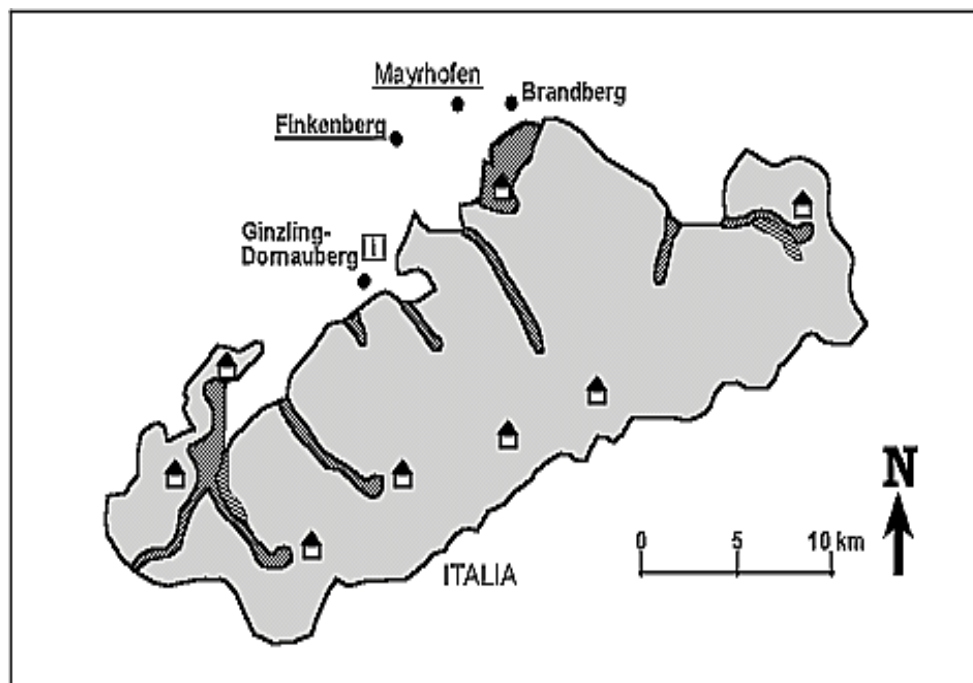 Mayrhofen
Brandberg
Finkenberg
Ginzling-
Dornauberg
i
N
0 5 10 km
ITALIA